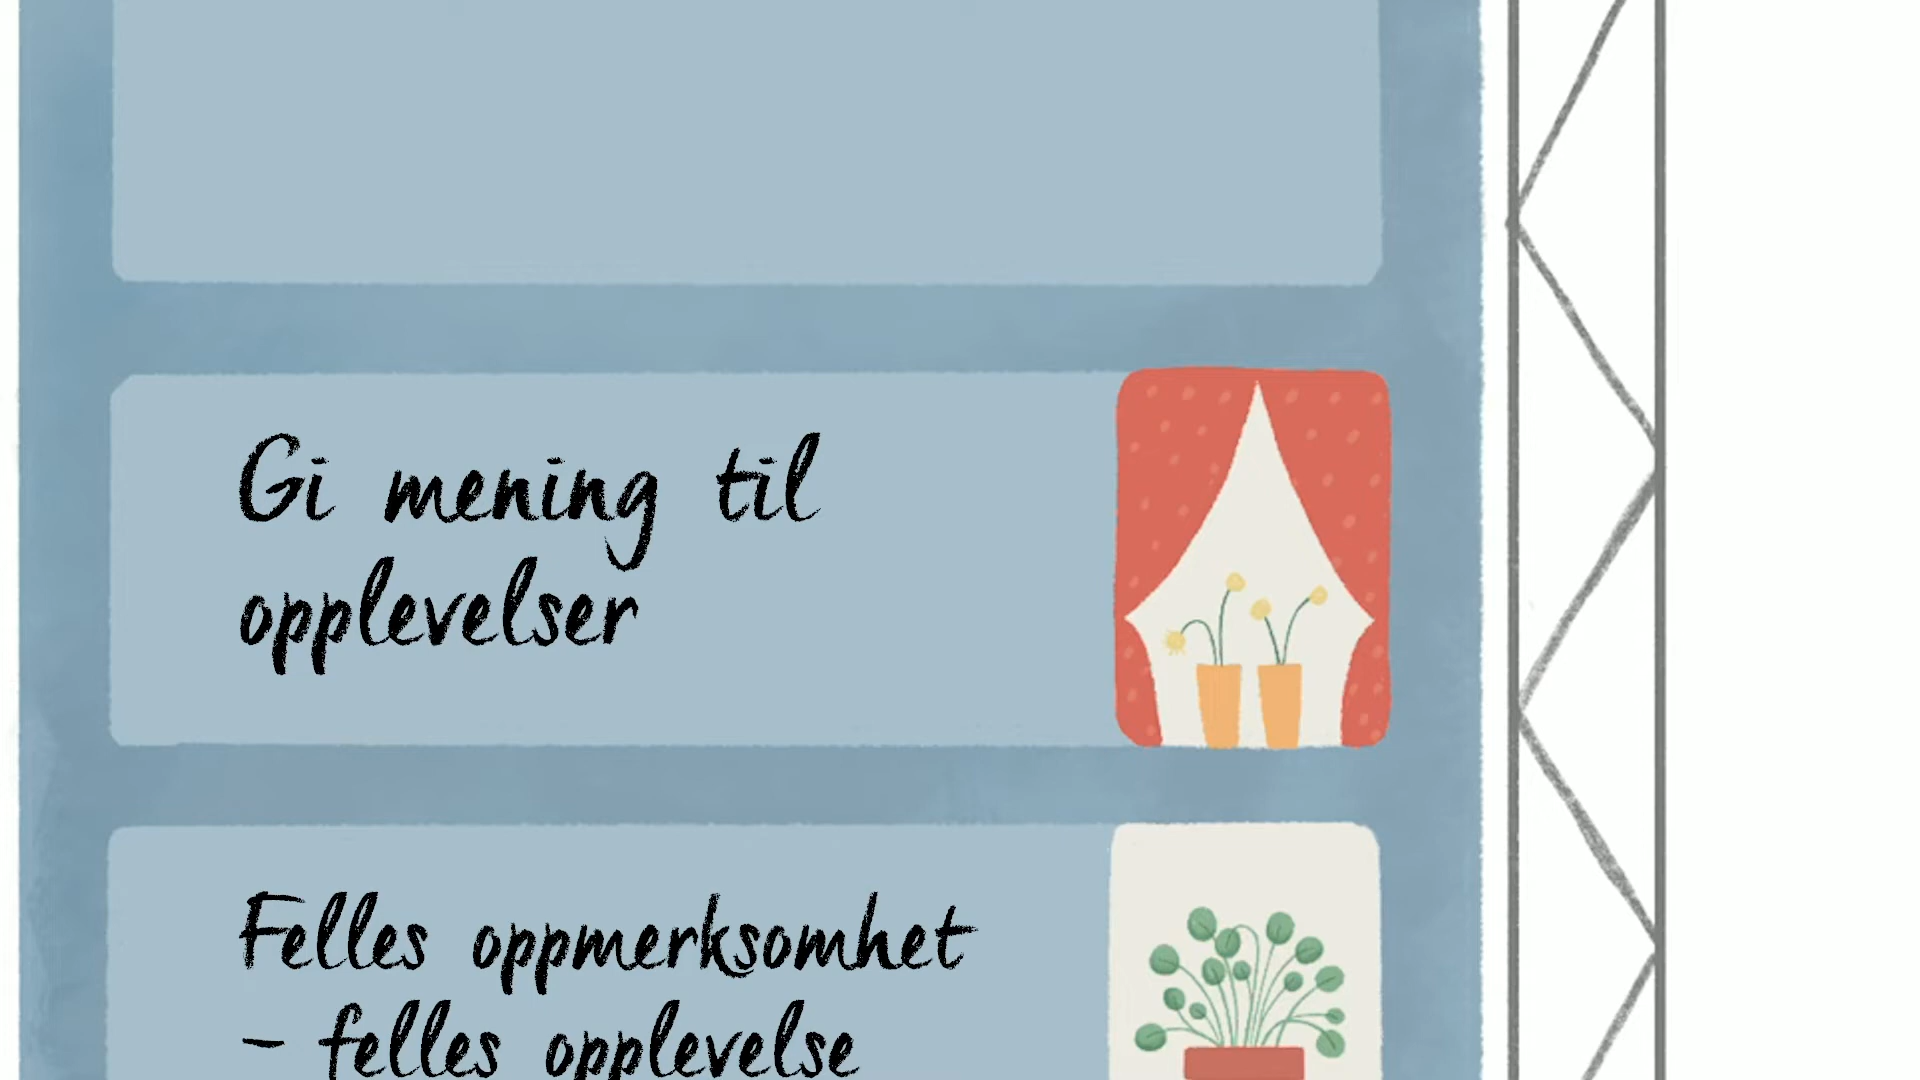 Gi mening til
opplevelser
Felles oppmerksomhet
- felles opplevelse